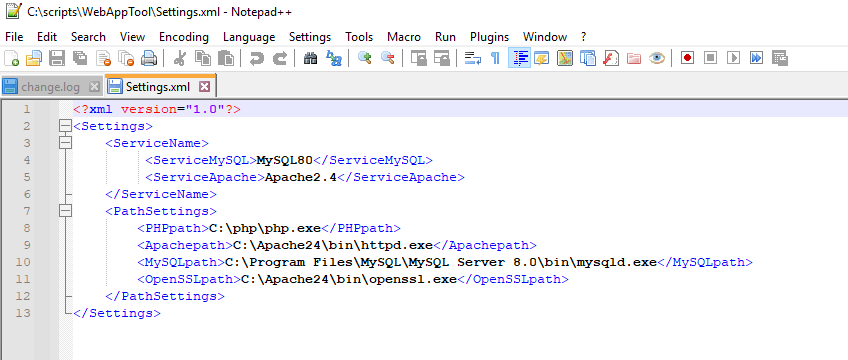 C:\scripts\WebAppTool\Settings.xml - Notepad++
File Edit Search View Encoding Language Settings Tools Macro Run Plugins Window ?
change.log Settings.xml
1 <?xml version="1.0"?>
2 <Settings>
3 <ServiceName>
4 <ServiceMySQL>MySQL80</ServiceMySQL>
5 <ServiceApache>Apache2.4</ServiceApache>
6 </ServiceName>
7 <PathSettings>
8 <PHPpath>C:\php\php.exe</PHPpath>
9 <Apachepath>C:\Apache24\bin\httpd.exe</Apachepath>
10 <MySQLpath>C:\Program Files\MySQL\MySQL Server 8.0\bin\mysqld.exe</MySQLpath>
11 <OpenSSLpath>C:\Apache24\bin\openssl.exe</OpenSSLpath>
12 </PathSettings>
13 </Settings>